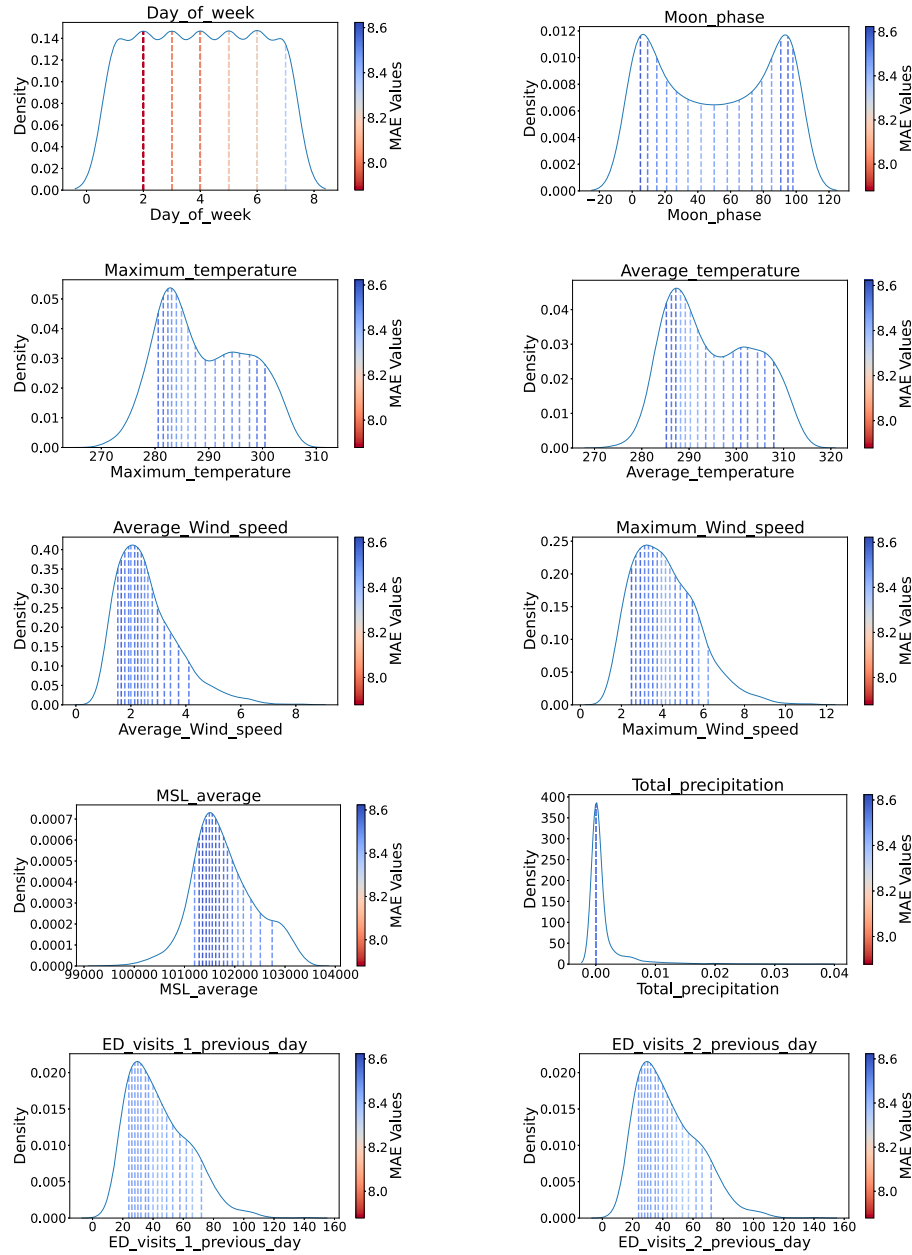 Day_of_week
Density
0.14
0.12
0.10
0.08
0.06
0.04
0.02
0.00
0 2 4 6 8
Day_of_week
8.6
8.4
8.2
8.0
MAE Values
Moon_phase
Density
0.012
0.010
0.008
0.006
0.004
0.002
0.000
−20 0 20 40 60 80 100 120
Moon_phase
8.6
8.4
8.2
8.0
MAE Values
Maximum_temperature
Density
0.05
0.04
0.03
0.02
0.01
0.00
270 280 290 300 310
Maximum_temperature
8.6
8.4
8.2
8.0
MAE Values
Average_temperature
Density
0.04
0.03
0.02
0.01
0.00
270 280 290 300 310 320
Average_temperature
8.6
8.4
8.2
8.0
MAE Values
Average_Wind_speed
Density
0.40
0.35
0.30
0.25
0.20
0.15
0.10
0.05
0.00
0 2 4 6 8
Average_Wind_speed
8.6
8.4
8.2
8.0
MAE Values
Maximum_Wind_speed
Density
0.25
0.20
0.15
0.10
0.05
0.00
0 2 4 6 8 10 12
Maximum_Wind_speed
8.6
8.4
8.2
8.0
MAE Values
MSL_average
Density
0.0007
0.0006
0.0005
0.0004
0.0003
0.0002
0.0001
0.0000
99000 100000 101000 102000 103000 104000
MSL_average
8.6
8.4
8.2
8.0
MAE Values
Total_precipitation
Density
400
350
300
250
200
150
100
50
0
0.00 0.01 0.02 0.03 0.04
Total_precipitation
8.6
8.4
8.2
8.0
MAE Values
ED_visits_1_previous_day
Density
0.020
0.015
0.010
0.005
0.000
0 20 40 60 80 100 120 140 160
ED_visits_1_previous_day
8.6
8.4
8.2
8.0
MAE Values
ED_visits_2_previous_day
Density
0.020
0.015
0.010
0.005
0.000
0 20 40 60 80 100 120 140 160
ED_visits_2_previous_day
8.6
8.4
8.2
8.0
MAE Values